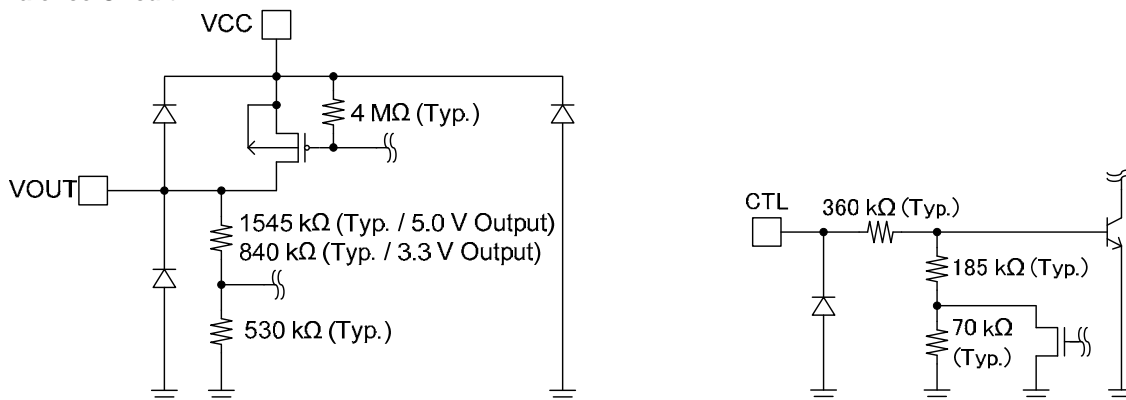 VCC
4 MΩ (Typ.)
VOUT
1545 kΩ (Typ. / 5.0 V Output)
840 kΩ (Typ. / 3.3 V Output)
530 kΩ (Typ.)
CTL
360 kΩ (Typ.)
185 kΩ (Typ.)
70 kΩ
(Typ.)